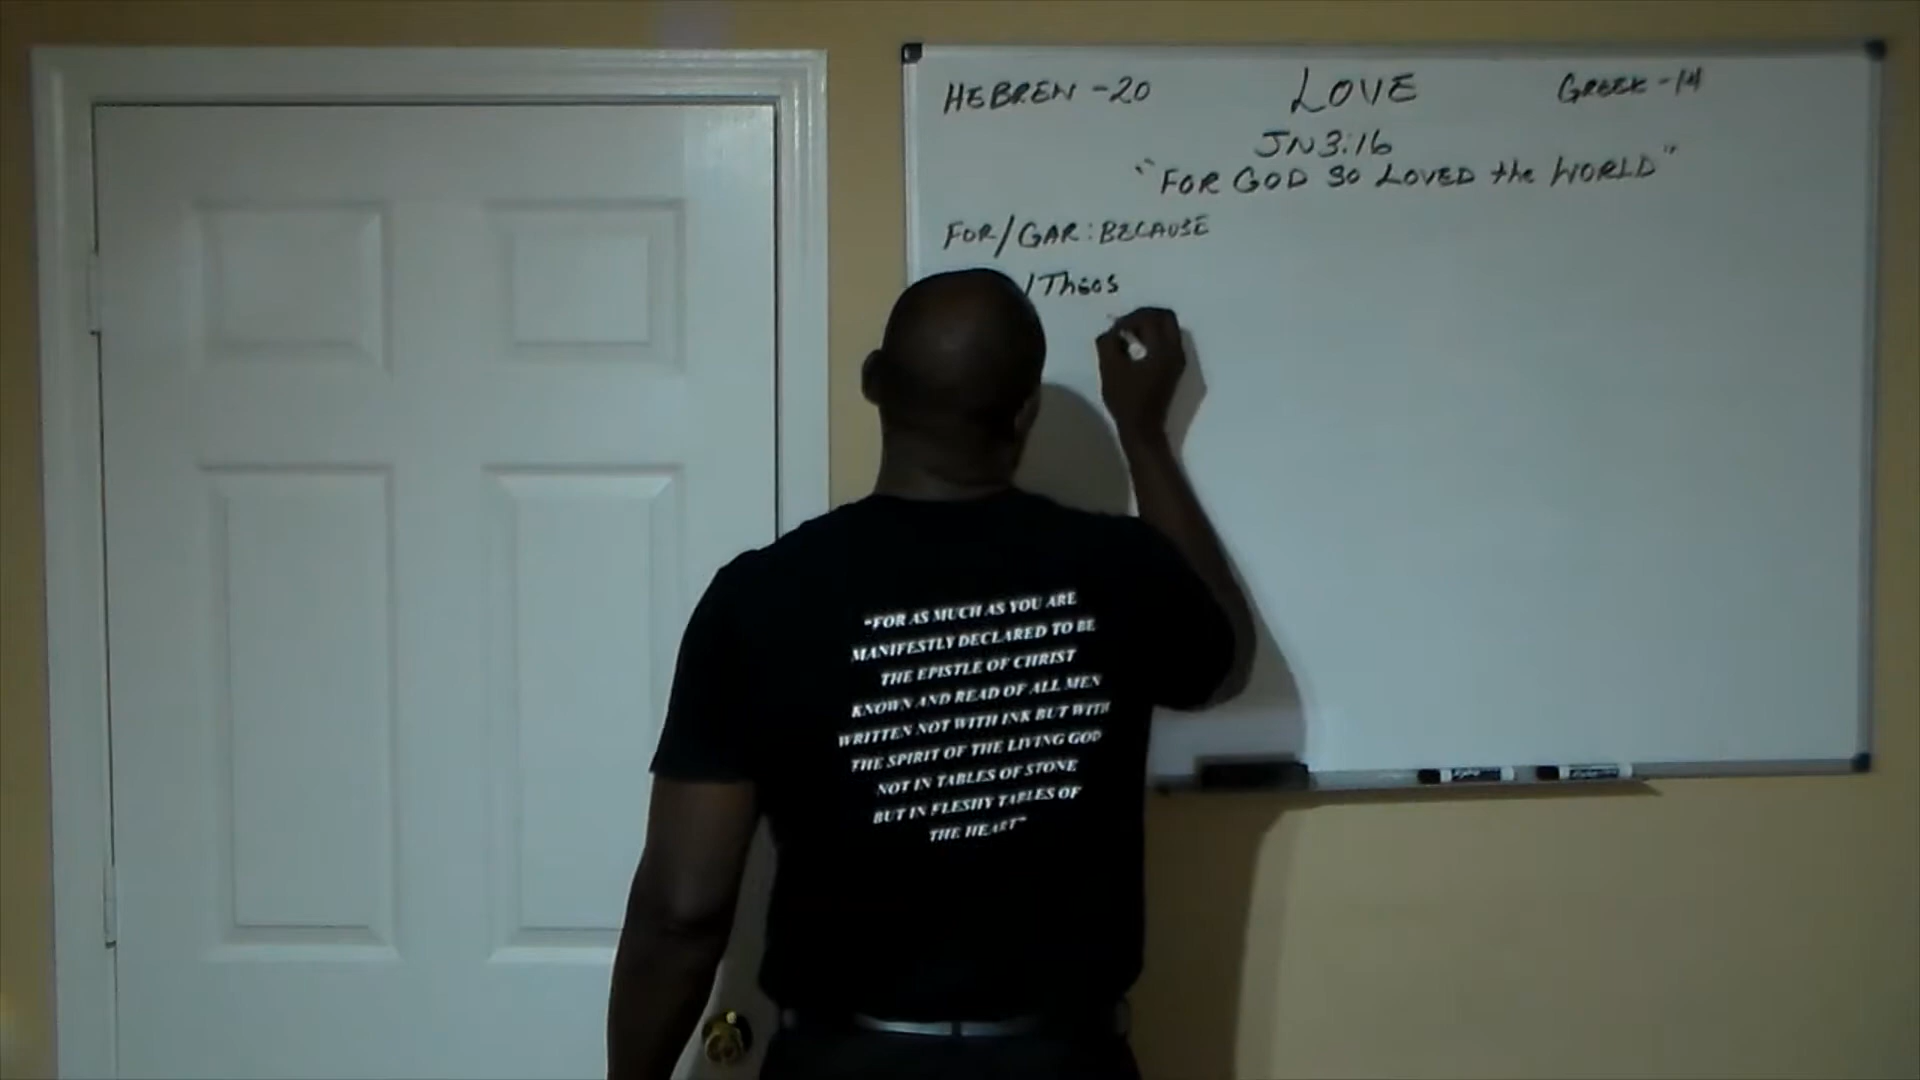 HEBREW -20 LOVE GREEK -14
JN 3:16
"FOR GOD SO LOVED the WORLD"
FOR/GAR: BECAUSE
/Theos
"FOR AS MUCH AS YOU ARE
MANIFESTLY DECLARED TO BE
THE EPISTLE OF CHRIST
KNOWN AND READ OF ALL MEN
WRITTEN NOT WITH INK BUT WITH
THE SPIRIT OF THE LIVING GOD
NOT IN TABLES OF STONE
BUT IN FLESHY TABLES OF
THE HEART"